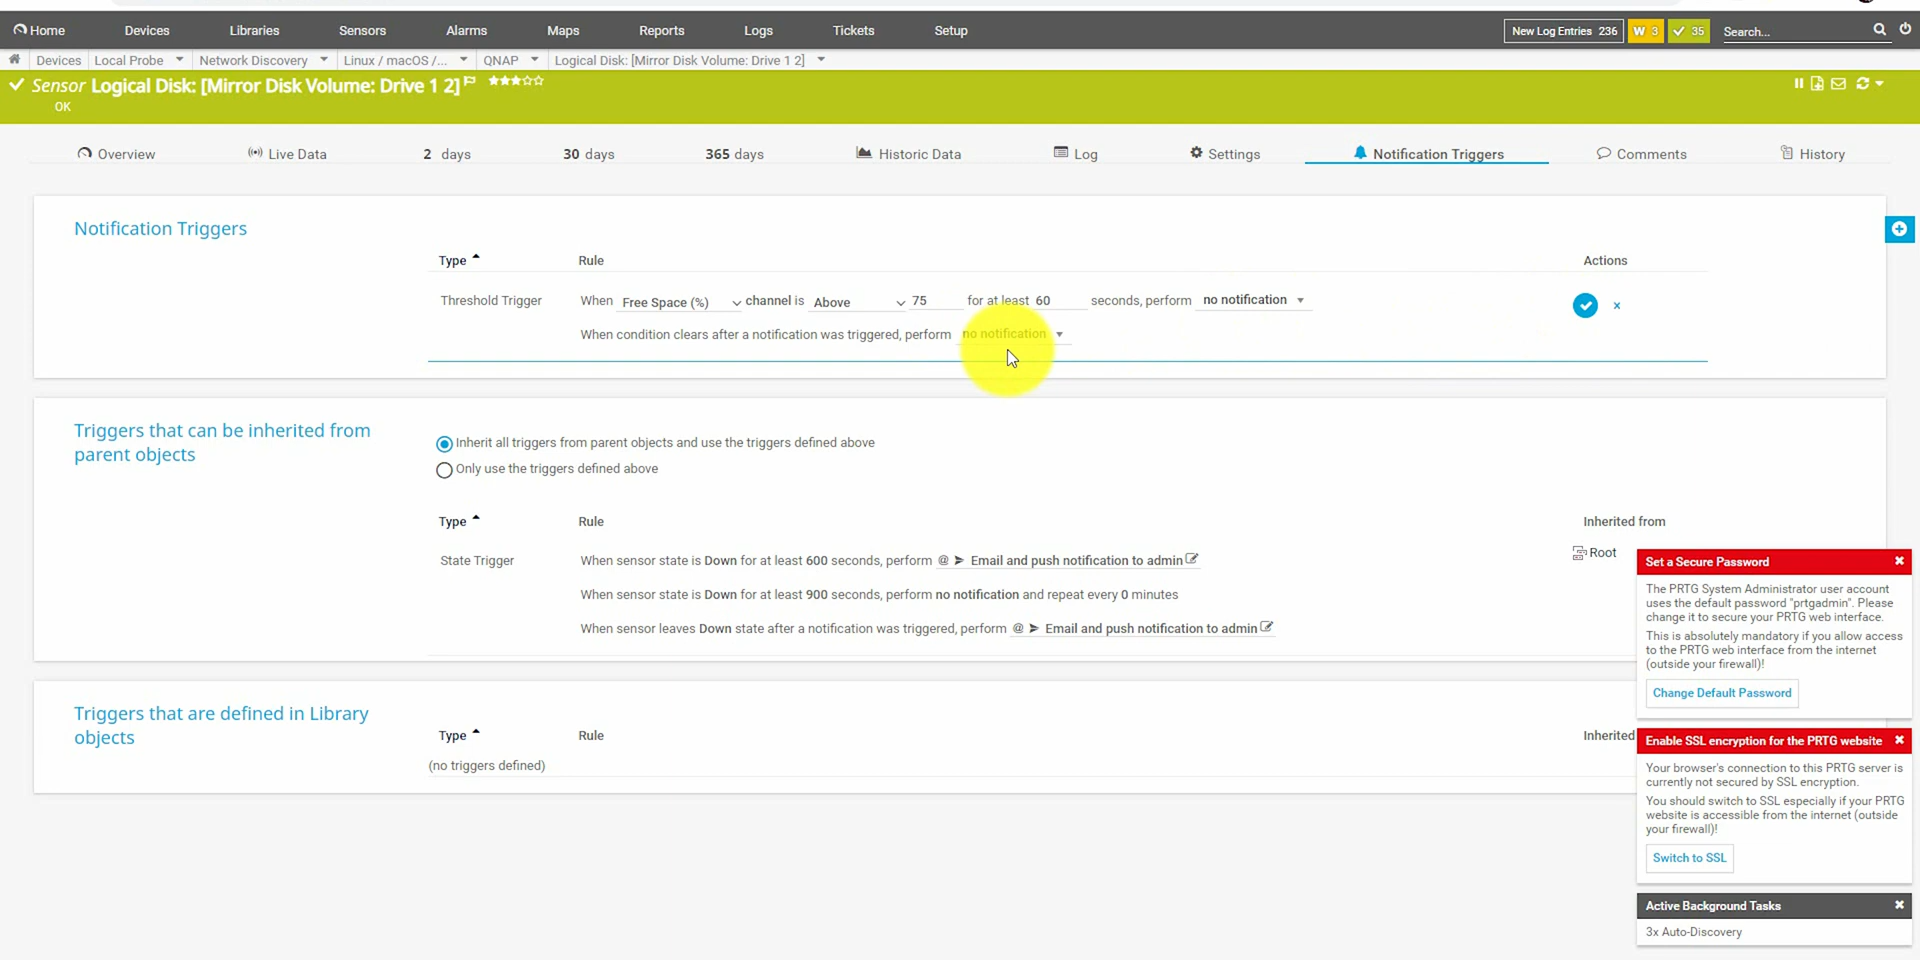 Home Devices Libraries Sensors Alarms Maps Reports Logs Tickets Setup New Log Entries 236 W 3 35 Search...
Devices Local Probe Network Discovery Linux / macOS /... QNAP Logical Disk: [Mirror Disk Volume: Drive 1 2]
Sensor Logical Disk: [Mirror Disk Volume: Drive 1 2]
OK
Overview Live Data 2 days 30 days 365 days Historic Data Log Settings Notification Triggers Comments History
Notification Triggers
Type Rule Actions
Threshold Trigger When Free Space (%) channel is Above 75 for at least 60 seconds, perform no notification
When condition clears after a notification was triggered, perform no notification
Triggers that can be inherited from
parent objects
Inherit all triggers from parent objects and use the triggers defined above
Only use the triggers defined above
Type Rule Inherited from
State Trigger When sensor state is Down for at least 600 seconds, perform @ Email and push notification to admin Root
When sensor state is Down for at least 900 seconds, perform no notification and repeat every 0 minutes
When sensor leaves Down state after a notification was triggered, perform @ Email and push notification to admin
Triggers that are defined in Library
objects
Type Rule Inherited
(no triggers defined)
Set a Secure Password
The PRTG System Administrator user account
uses the default password "prtgadmin". Please
change it to secure your PRTG web interface.
This is absolutely mandatory if you allow access
to the PRTG web interface from the internet
(outside your firewall)!
Change Default Password
Enable SSL encryption for the PRTG website
Your browser's connection to this PRTG server is
currently not secured by SSL encryption.
You should switch to SSL especially if your PRTG
website is accessible from the internet (outside
your firewall)!
Switch to SSL
Active Background Tasks
3x Auto-Discovery